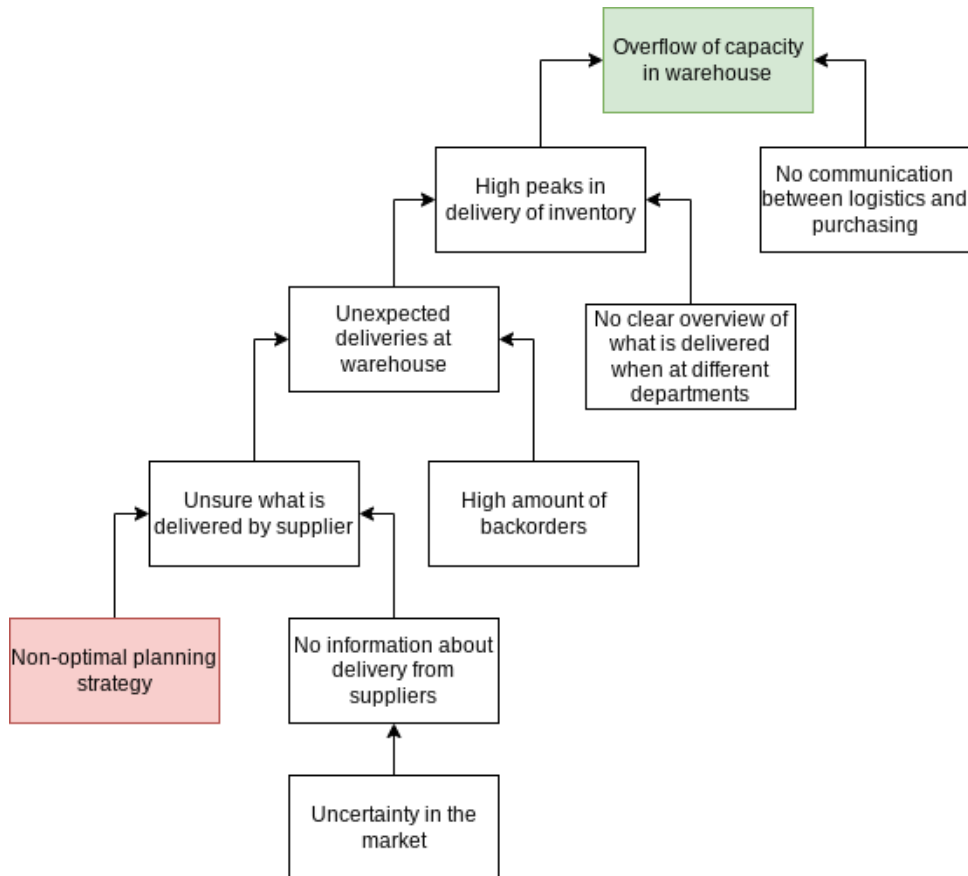 Overflow of capacity
in warehouse
High peaks in
delivery of inventory
No communication
between logistics and
purchasing
Unexpected
deliveries at
warehouse
No clear overview of
what is delivered
when at different
departments
Unsure what is
delivered by supplier
High amount of
backorders
Non-optimal planning
strategy
No information about
delivery from
suppliers
Uncertainty in the
market